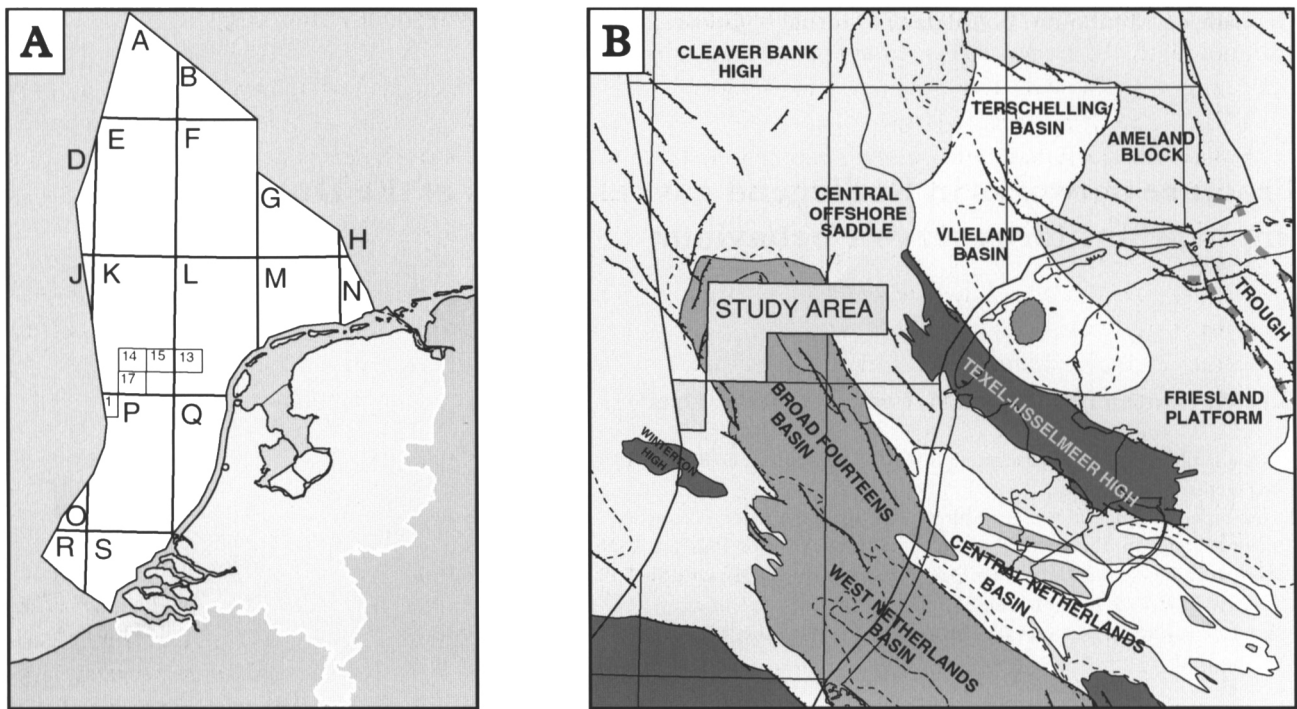 A
A
B
E
F
D
G
H
J
K
L
M
N
14
15
13
17
1
P
Q
O
R
S
B
CLEAVER BANK
HIGH
TERSCHELLING
BASIN
AMELAND
BLOCK
CENTRAL
OFFSHORE
SADDLE
VLIELAND
BASIN
TROUGH
STUDY AREA
TEXEL-IJSSELMEER HIGH
FRIESLAND
PLATFORM
BROAD FOURTEENS
BASIN
WINTERTON
HIGH
CENTRAL NETHERLANDS
BASIN
WEST NETHERLANDS
BASIN